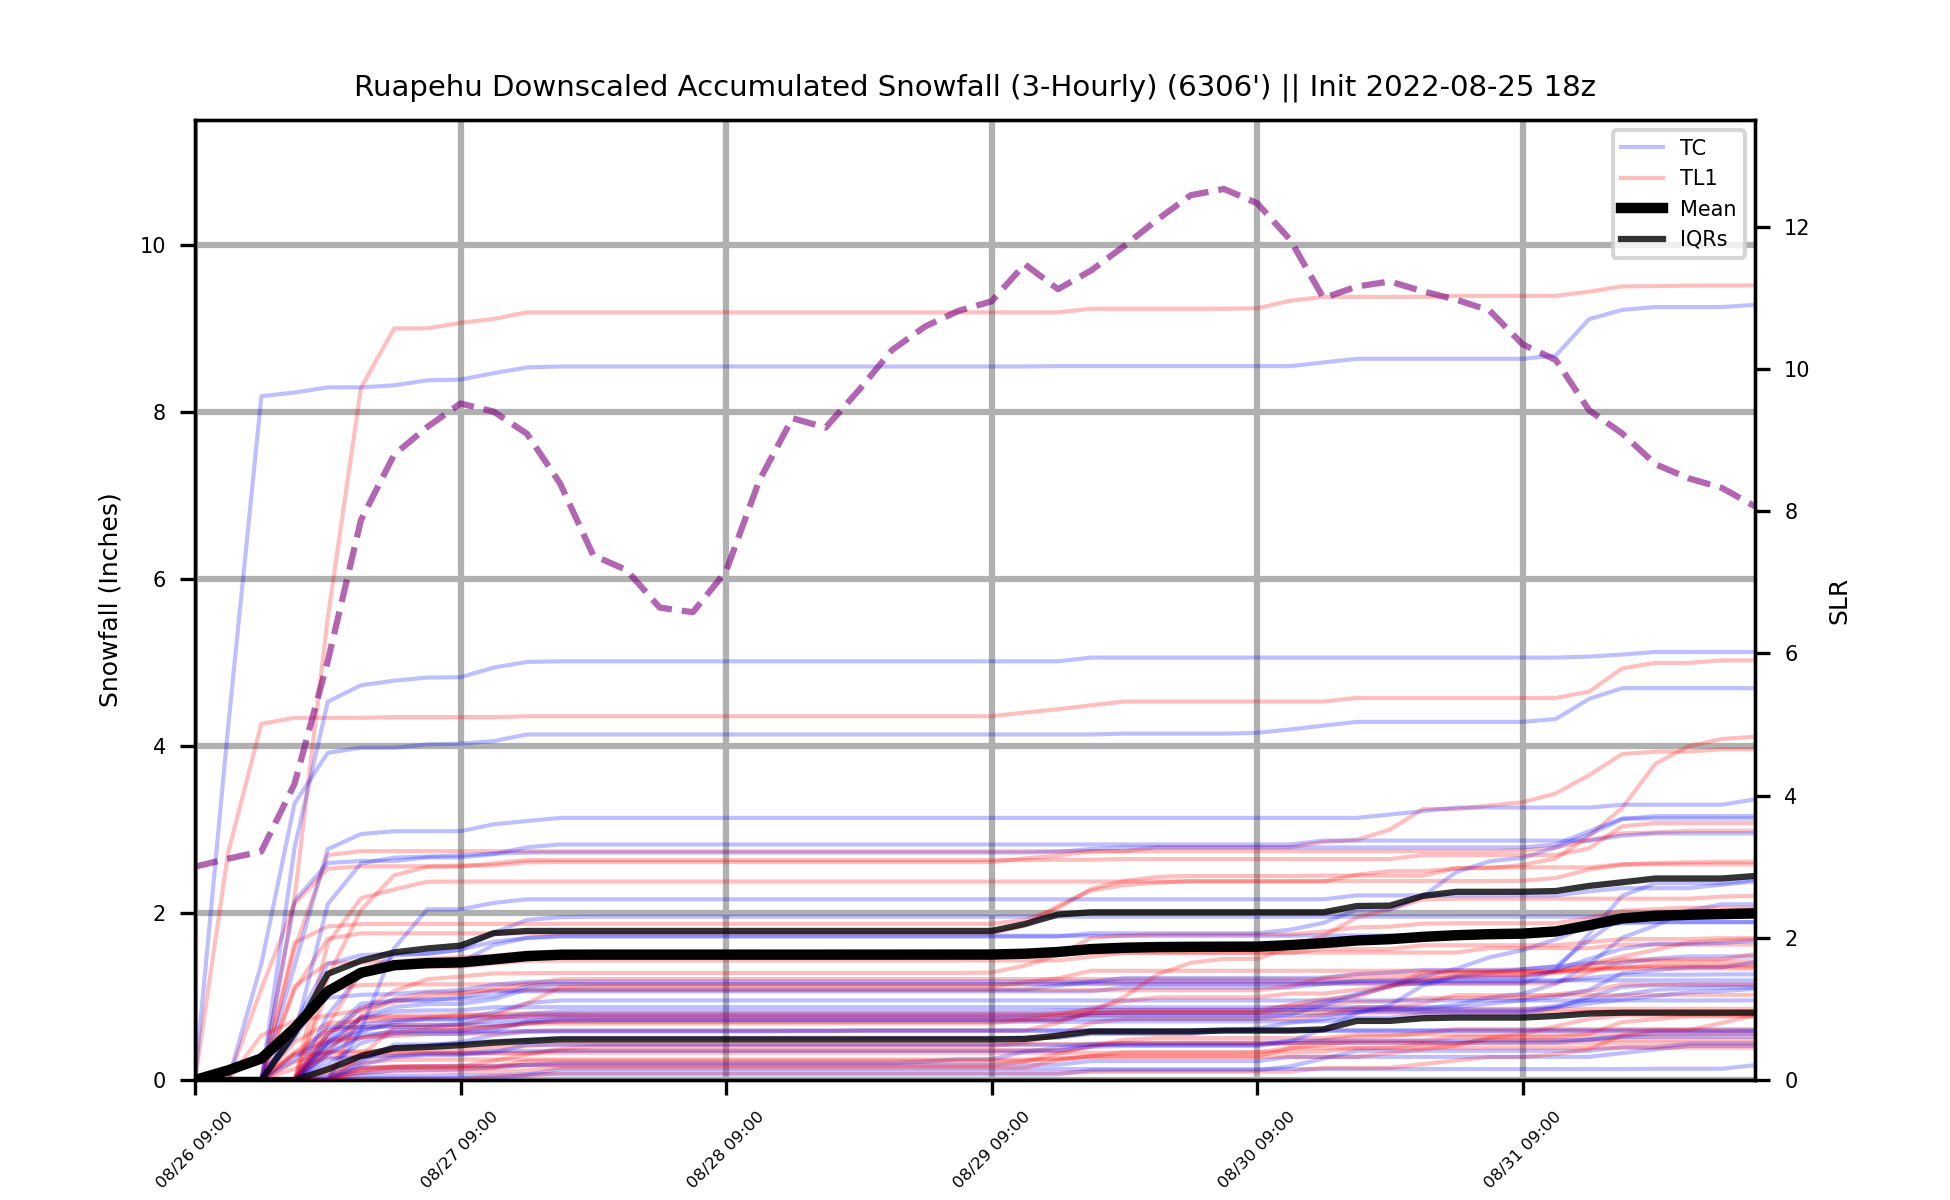 Ruapehu Downscaled Accumulated Snowfall (3-Hourly) (6306') || Init 2022-08-25 18z
TC
TL1
Mean
IQRs
Snowfall (Inches)
10
8
6
4
2
0
SLR
12
10
8
6
4
2
0
08/26 09:00
08/27 09:00
08/28 09:00
08/29 09:00
08/30 09:00
08/31 09:00